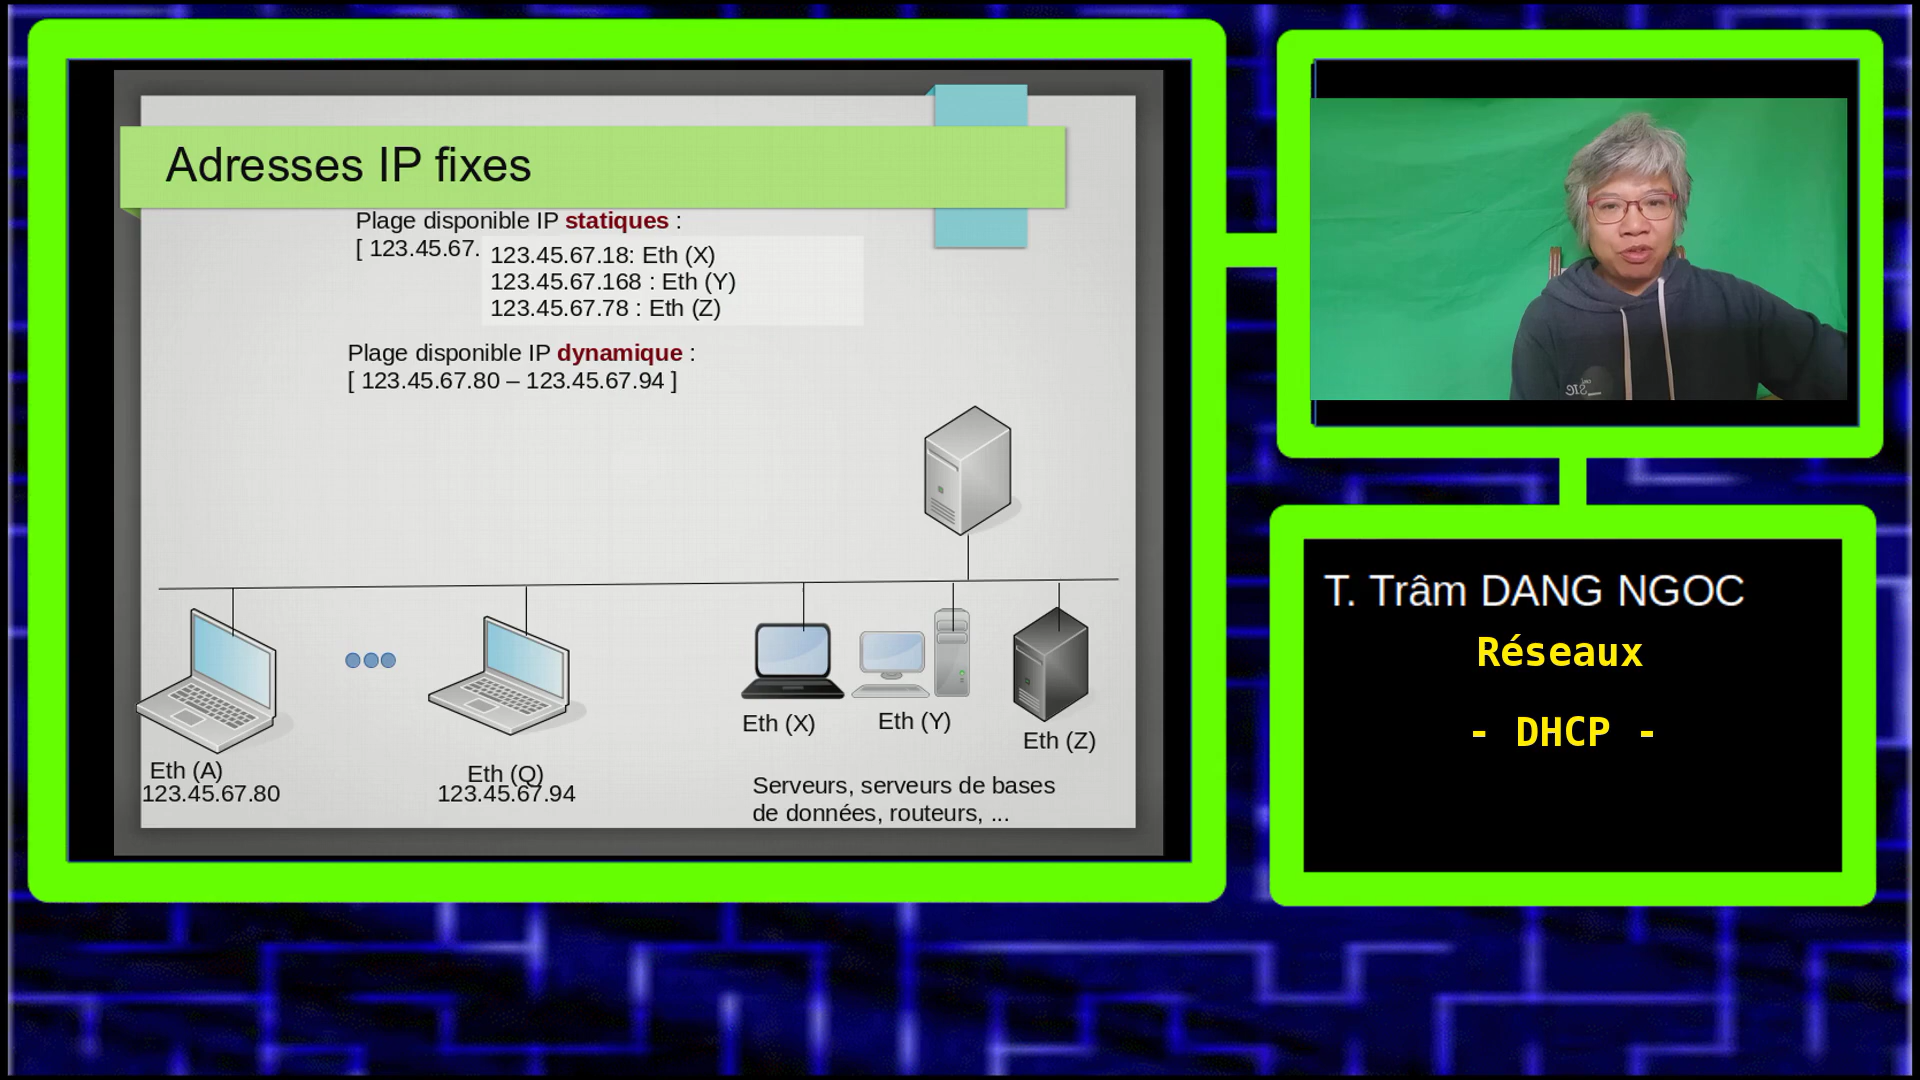 Adresses IP fixes
Plage disponible IP statiques :
[ 123.45.67.
123.45.67.18: Eth (X)
123.45.67.168 : Eth (Y)
123.45.67.78 : Eth (Z)
Plage disponible IP dynamique :
[ 123.45.67.80 – 123.45.67.94 ]
Eth (A)
123.45.67.80
Eth (Q)
123.45.67.94
Eth (X)
Eth (Y)
Eth (Z)
Serveurs, serveurs de bases
de données, routeurs, ...
T. Trâm DANG NGOC
Réseaux
- DHCP -